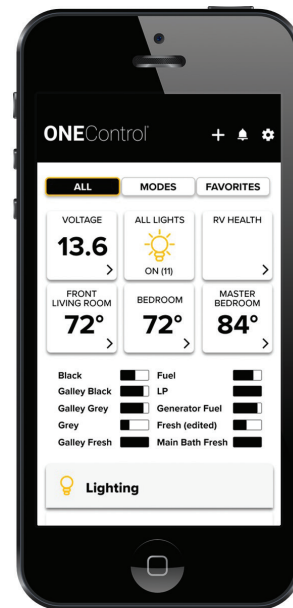 ONEControl
ALL MODES FAVORITES
VOLTAGE ALL LIGHTS RV HEALTH
13.6
ON (11)
FRONT LIVING ROOM BEDROOM MASTER BEDROOM
72° 72° 84°
Black Fuel
Galley Black LP
Galley Grey Generator Fuel
Grey Fresh (edited)
Galley Fresh Main Bath Fresh
Lighting